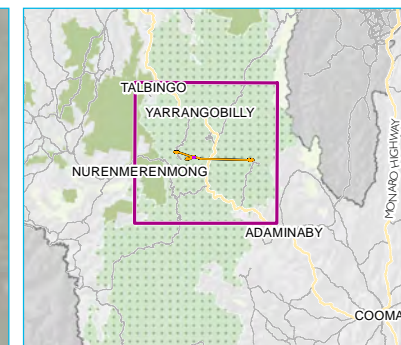 TALBINGO
YARRANGOBILLY
NURENMERENMONG
ADAMINABY
MONARO HIGHWAY
COOMA